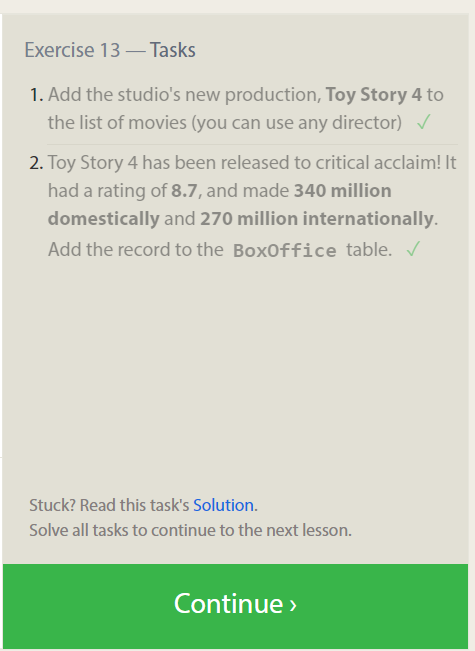 Exercise 13 — Tasks
1. Add the studio's new production, Toy Story 4 to
the list of movies (you can use any director) ✓
2. Toy Story 4 has been released to critical acclaim! It
had a rating of 8.7, and made 340 million
domestically and 270 million internationally.
Add the record to the BoxOffice table. ✓
Stuck? Read this task's Solution.
Solve all tasks to continue to the next lesson.
Continue ›